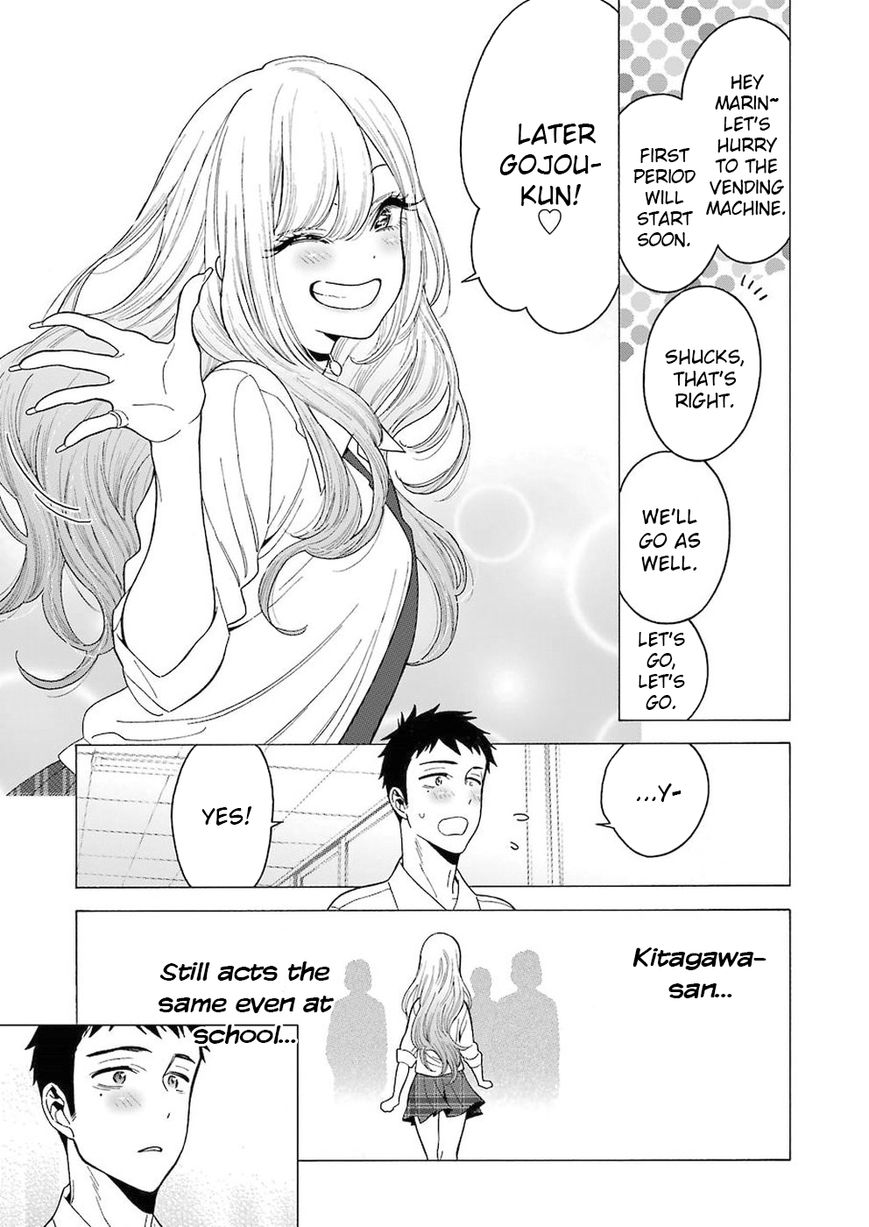 HEY
MARIN~
LET'S
HURRY
TO THE
VENDING
MACHINE.
FIRST
PERIOD
WILL
START
SOON.
SHUCKS,
THAT'S
RIGHT.
WE'LL
GO AS
WELL.
LET'S
GO,
LET'S
GO.
LATER
GOJOU-
KUN!
♡
...Y-
YES!
Kitagawa-
san...
Still acts the
same even at
school...